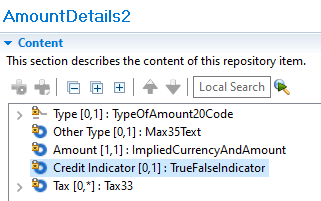 AmountDetails2
Content
This section describes the content of this repository item.
Local Search
Type [0,1] : TypeOfAmount20Code
Other Type [0,1] : Max35Text
Amount [1,1] : ImpliedCurrencyAndAmount
Credit Indicator [0,1] : TrueFalseIndicator
Tax [0,*] : Tax33